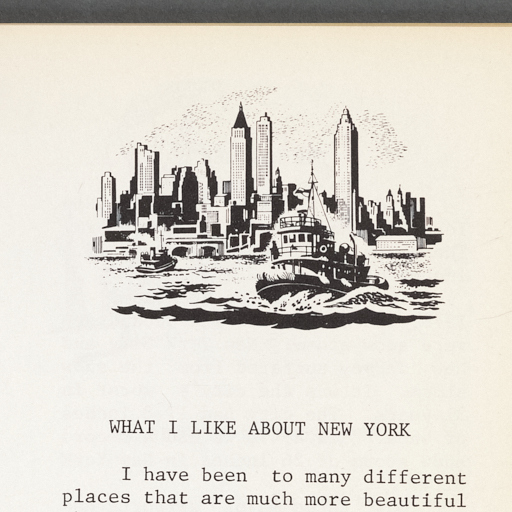 WHAT I LIKE ABOUT NEW YORK
I have been to many different
places that are much more beautiful